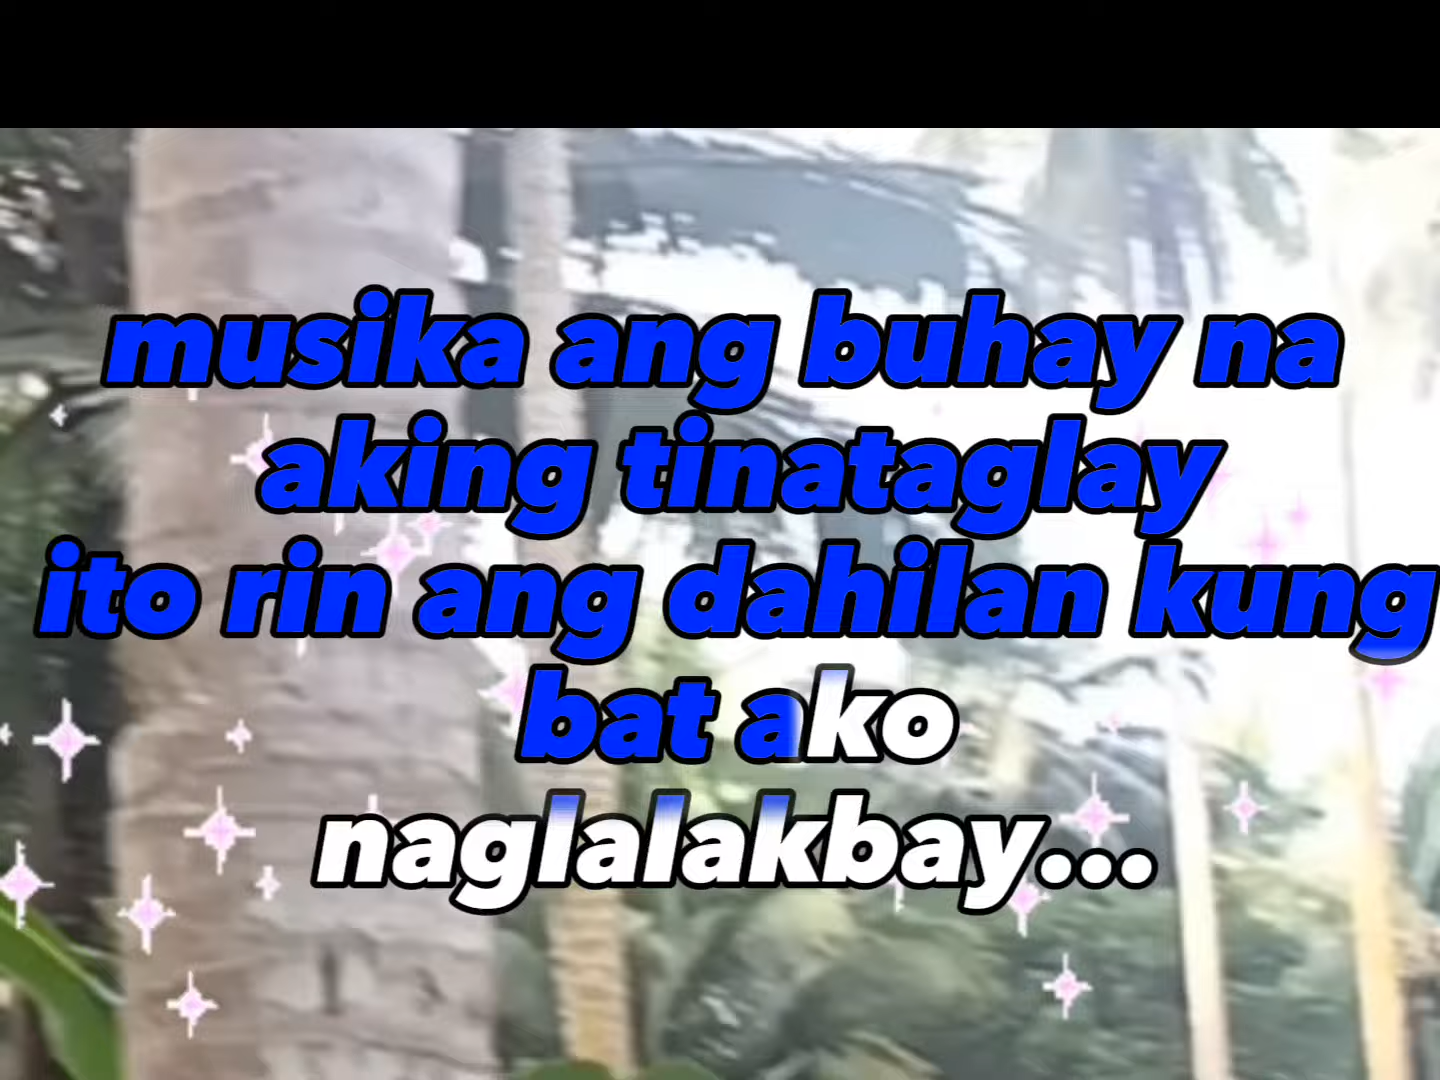 musika ang buhay na
aking tinataglay
ito rin ang dahilan kung
bat ako
naglalakbay...